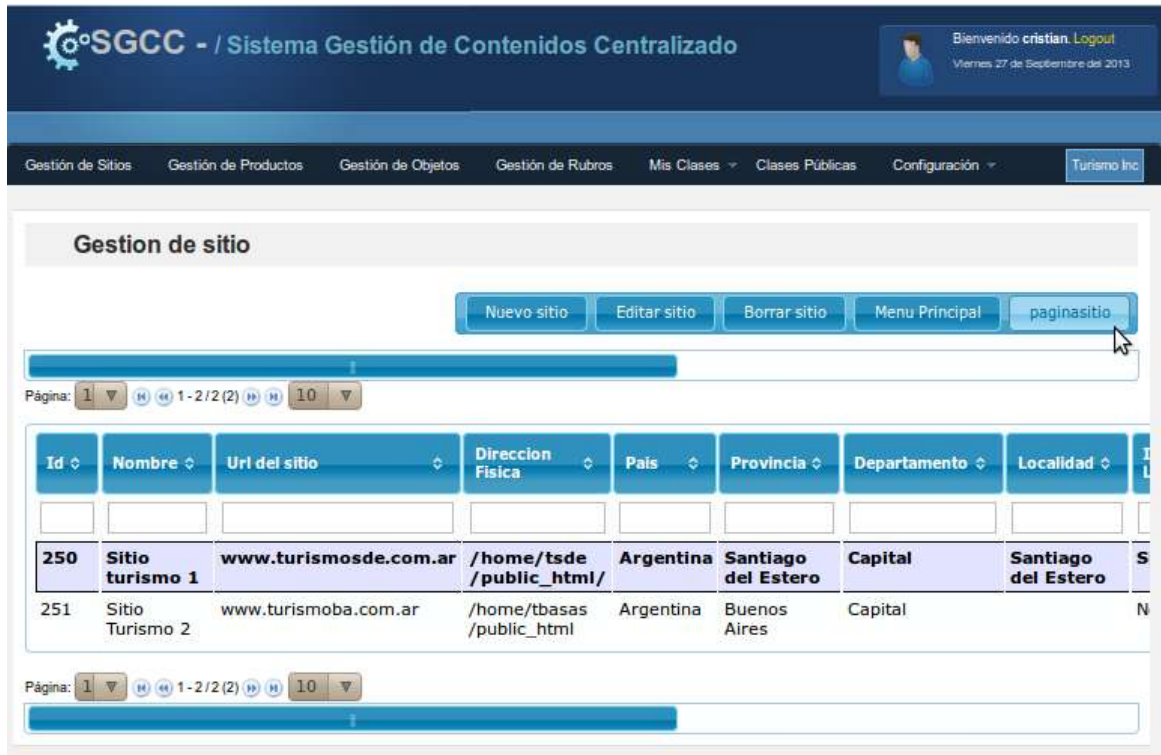 SGCC - / Sistema Gestión de Contenidos Centralizado
Bienvenido cristian. Logout
Viernes 27 de Septiembre del 2013
Gestión de Sitios Gestión de Productos Gestión de Objetos Gestión de Rubros Mis Clases Clases Públicas Configuración Turismo Inc
Gestion de sitio
Nuevo sitio Editar sitio Borrar sitio Menu Principal paginasitio
Página: 1 1 - 2 / 2 (2) 10
Id Nombre Url del sitio Direccion Fisica Pais Provincia Departamento Localidad
250 Sitio turismo 1 www.turismosde.com.ar /home/tsde /public_html/ Argentina Santiago del Estero Capital Santiago del Estero
251 Sitio Turismo 2 www.turismoba.com.ar /home/tbasas /public_html Argentina Buenos Aires Capital
Página: 1 1 - 2 / 2 (2) 10